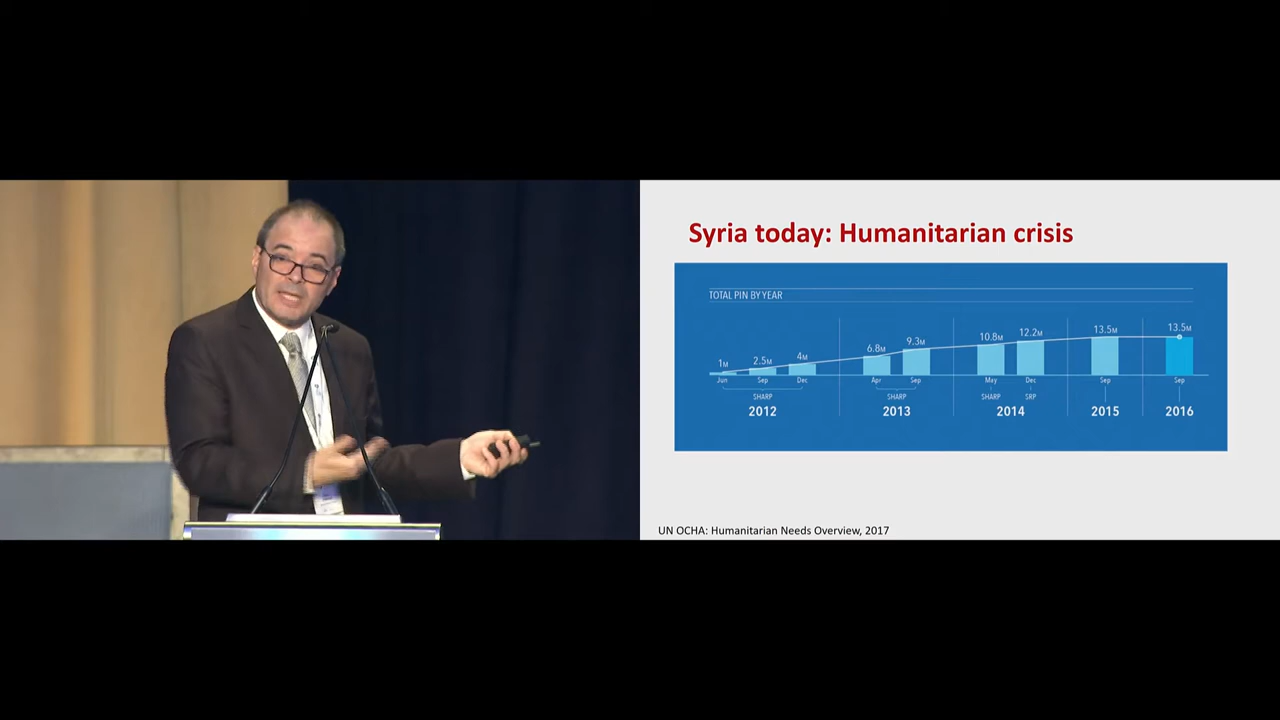 Syria today: Humanitarian crisis
TOTAL PIN BY YEAR
1M 2.5M 4M 6.8M 9.3M 10.8M 12.2M 13.5M 13.5M
Jun Sep Dec Apr Sep May Dec Sep Sep
SHARP SHARP SHARP SRP
2012 2013 2014 2015 2016
UN OCHA: Humanitarian Needs Overview, 2017